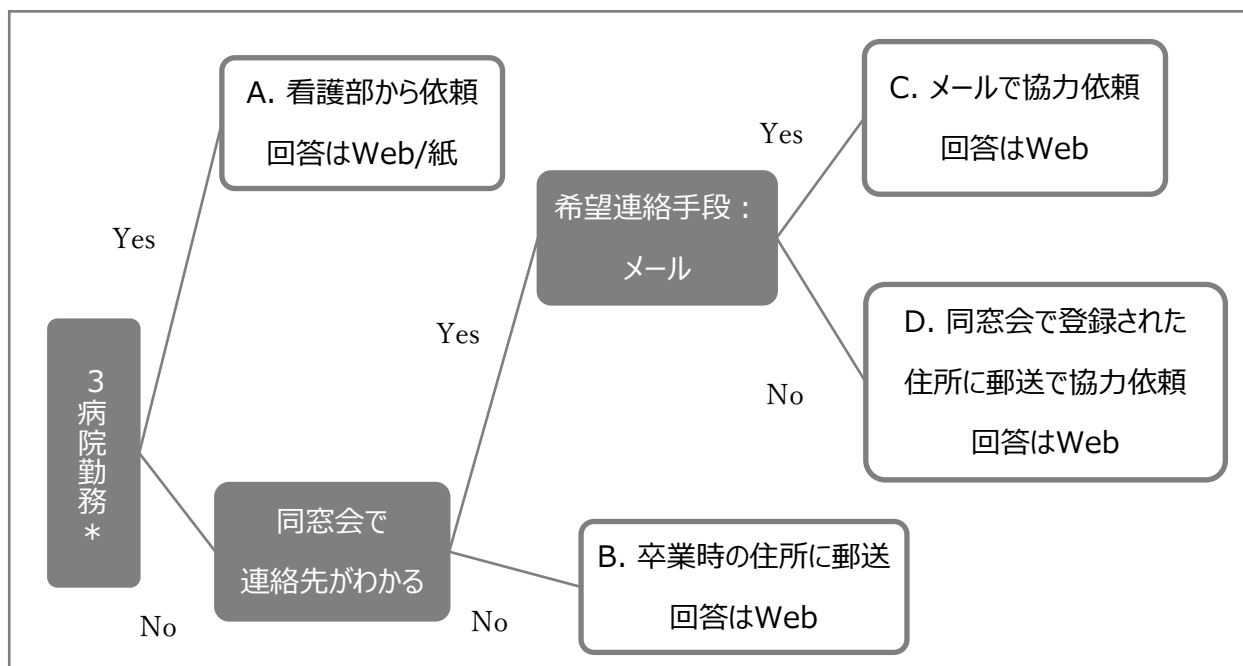 A. 看護部から依頼
回答はWeb/紙
C. メールで協力依頼
回答はWeb
Yes
希望連絡手段：
メール
Yes
Yes
D. 同窓会で登録された
住所に郵送で協力依頼
回答はWeb
No
3病院勤務*
同窓会で
連絡先がわかる
B. 卒業時の住所に郵送
回答はWeb
No
No